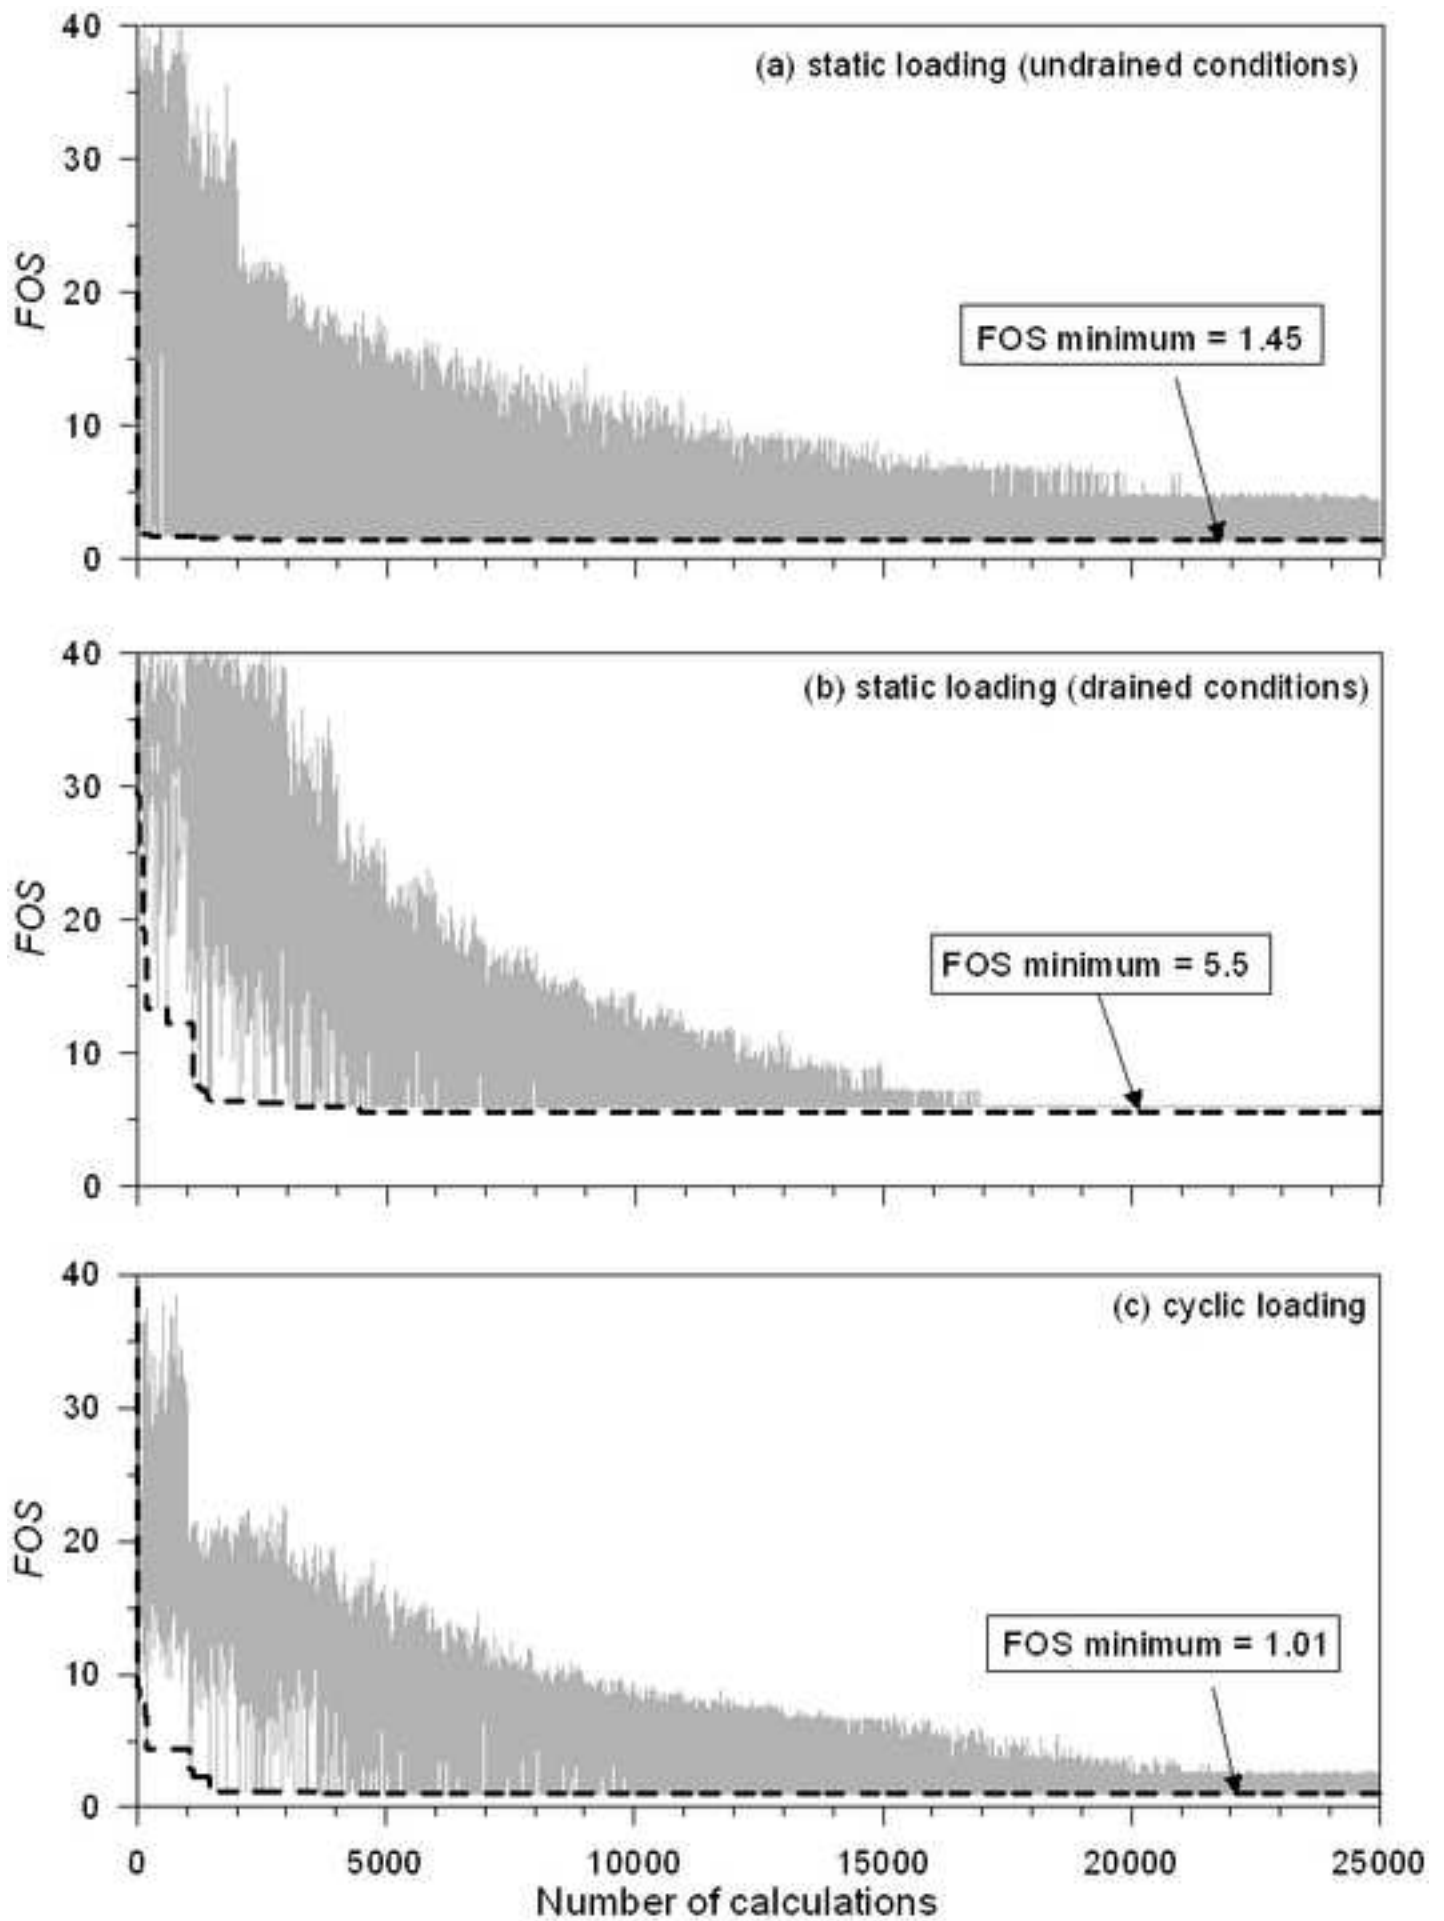 40
(a) static loading (undrained conditions)
30
FOS
20
FOS minimum = 1.45
10
0
40
(b) static loading (drained conditions)
30
FOS
20
FOS minimum = 5.5
10
0
40
(c) cyclic loading
30
FOS
20
FOS minimum = 1.01
10
0
0 5000 10000 15000 20000 25000
Number of calculations